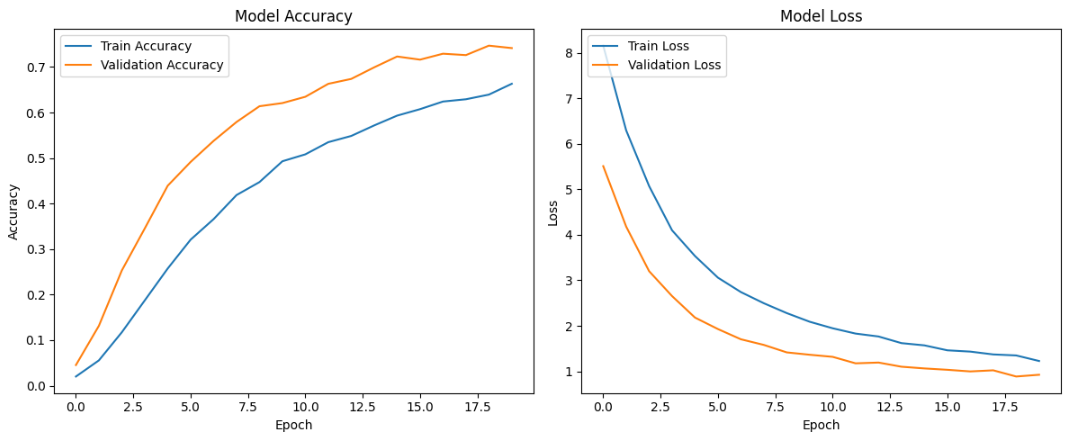 Model Accuracy
Train Accuracy
Validation Accuracy
Accuracy
0.7
0.6
0.5
0.4
0.3
0.2
0.1
0.0
0.0 2.5 5.0 7.5 10.0 12.5 15.0 17.5
Epoch
Model Loss
Train Loss
Validation Loss
Loss
8
7
6
5
4
3
2
1
0.0 2.5 5.0 7.5 10.0 12.5 15.0 17.5
Epoch